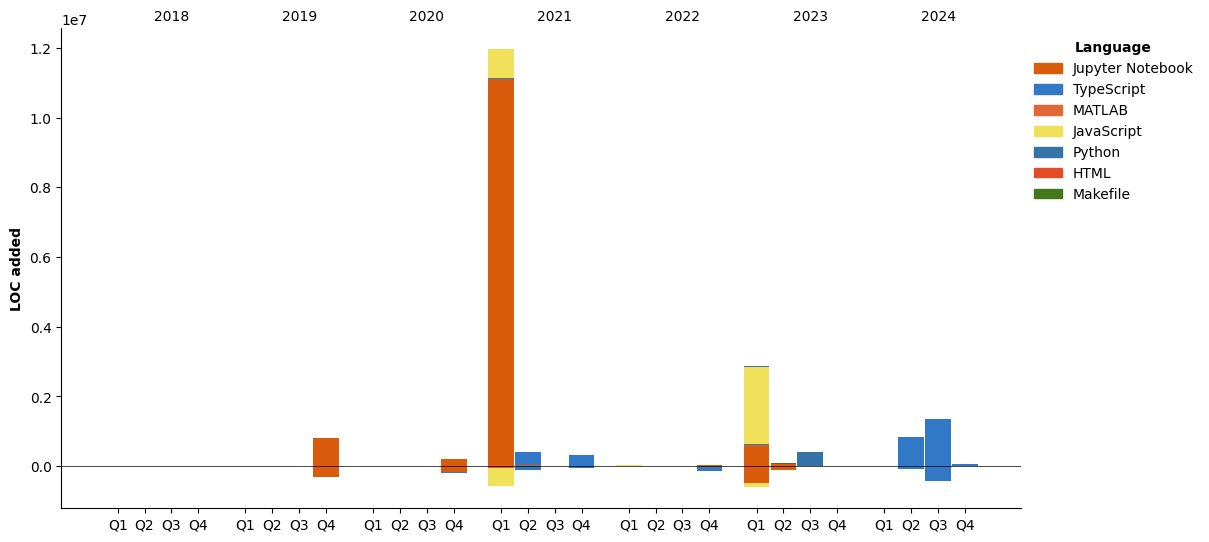 1e7
2018 2019 2020 2021 2022 2023 2024
1.2
1.0
0.8
0.6
0.4
0.2
0.0
LOC added
Q1 Q2 Q3 Q4 Q1 Q2 Q3 Q4 Q1 Q2 Q3 Q4 Q1 Q2 Q3 Q4 Q1 Q2 Q3 Q4 Q1 Q2 Q3 Q4 Q1 Q2 Q3 Q4
Language
Jupyter Notebook
TypeScript
MATLAB
JavaScript
Python
HTML
Makefile